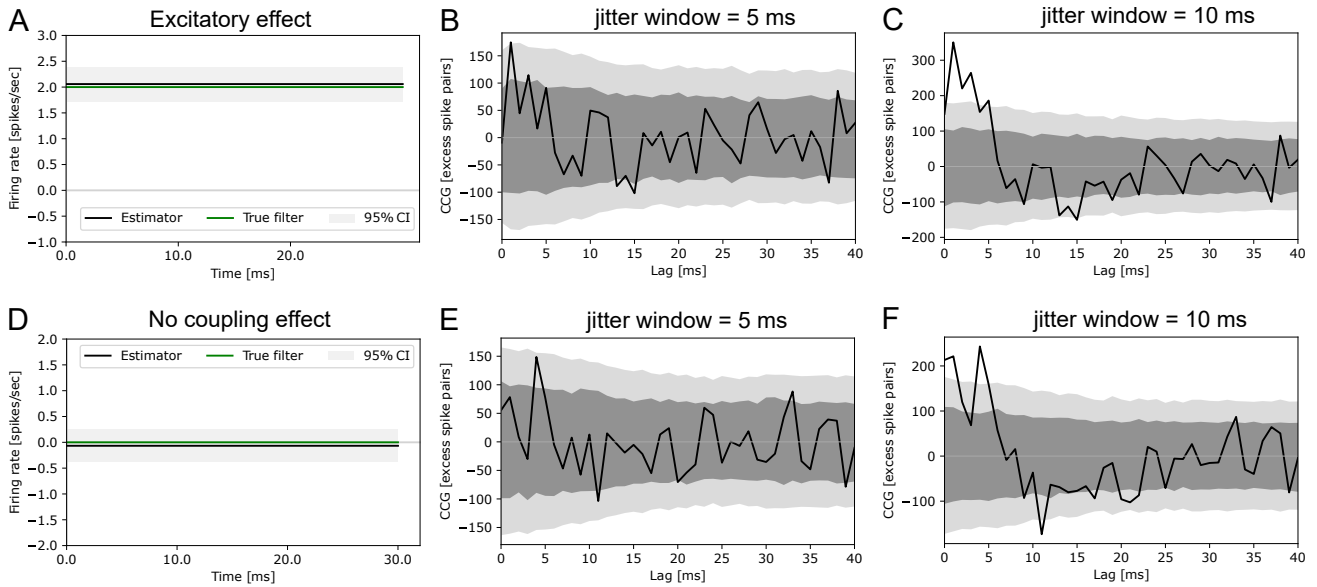 A
Excitatory effect
3.0
2.5
2.0
1.5
1.0
0.5
0.0
−0.5
−1.0
Firing rate [spikes/sec]
Estimator
True filter
95% CI
0.0
10.0
20.0
Time [ms]
B
jitter window = 5 ms
150
100
50
0
−50
−100
−150
CCG [excess spike pairs]
0
5
10
15
20
25
30
35
40
Lag [ms]
C
jitter window = 10 ms
300
200
100
0
−100
−200
CCG [excess spike pairs]
0
5
10
15
20
25
30
35
40
Lag [ms]
D
No coupling effect
2.0
1.5
1.0
0.5
0.0
−0.5
−1.0
−1.5
−2.0
Firing rate [spikes/sec]
Estimator
True filter
95% CI
0.0
10.0
20.0
30.0
Time [ms]
E
jitter window = 5 ms
150
100
50
0
−50
−100
−150
CCG [excess spike pairs]
0
5
10
15
20
25
30
35
40
Lag [ms]
F
jitter window = 10 ms
200
100
0
−100
CCG [excess spike pairs]
0
5
10
15
20
25
30
35
40
Lag [ms]